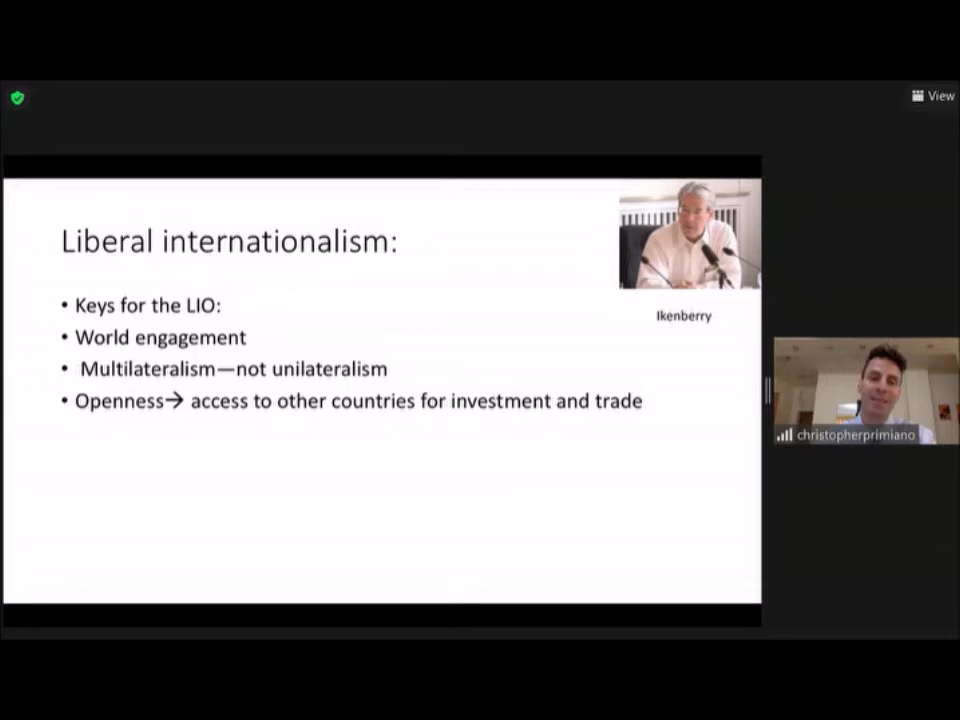 View
Liberal internationalism:
• Keys for the LIO:
• World engagement
• Multilateralism—not unilateralism
• Openness→ access to other countries for investment and trade
Ikenberry
christopherprimiano